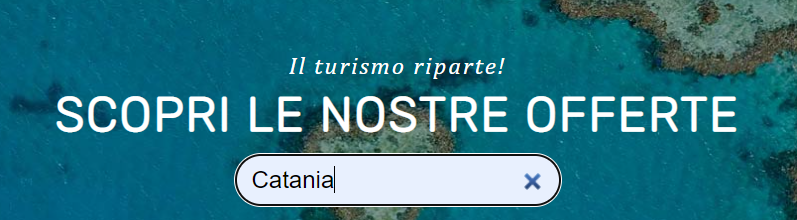 Il turismo riparte!
SCOPRI LE NOSTRE OFFERTE
Catania